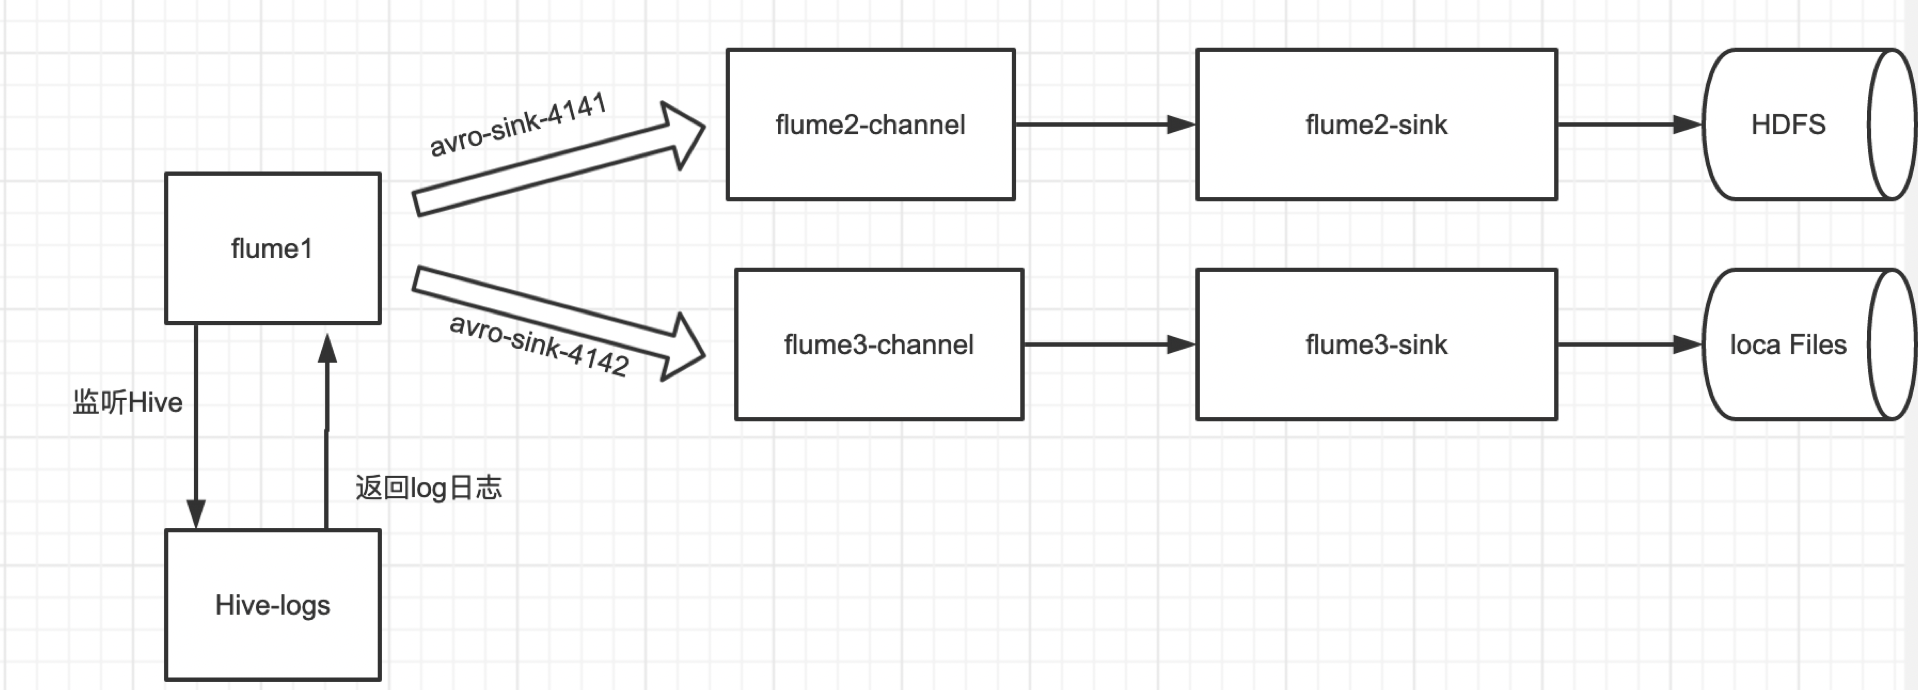 avro-sink-4141
flume2-channel
flume2-sink
HDFS
flume1
avro-sink-4142
flume3-channel
flume3-sink
loca Files
监听Hive
返回log日志
Hive-logs